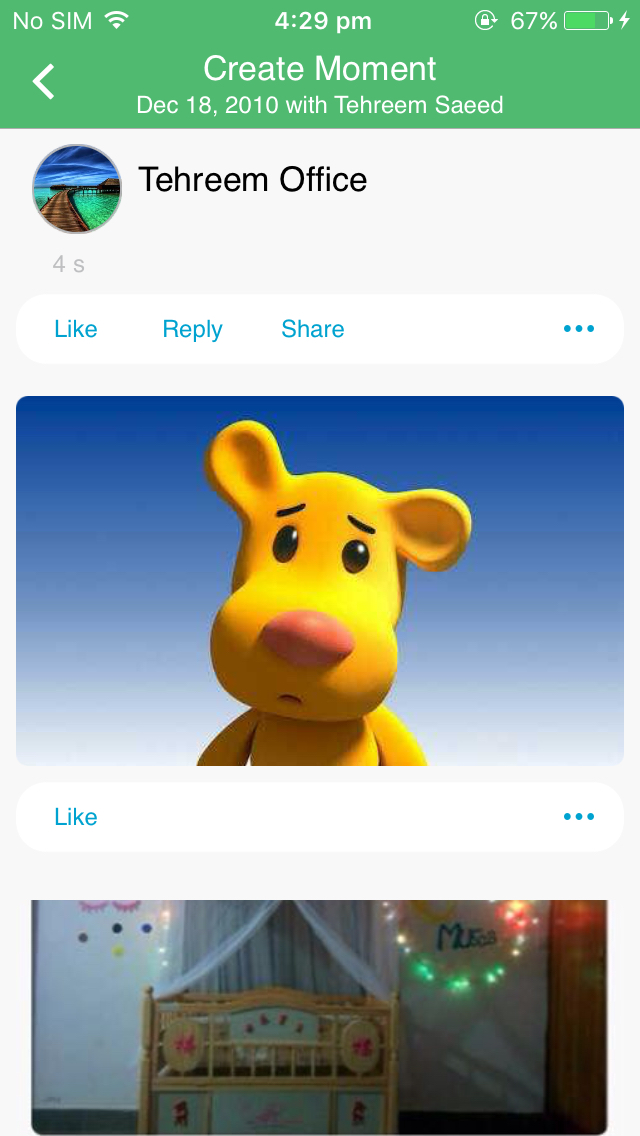 No SIM 4:29 pm 67%
Create Moment
Dec 18, 2010 with Tehreem Saeed
Tehreem Office
4 s
Like Reply Share
Like